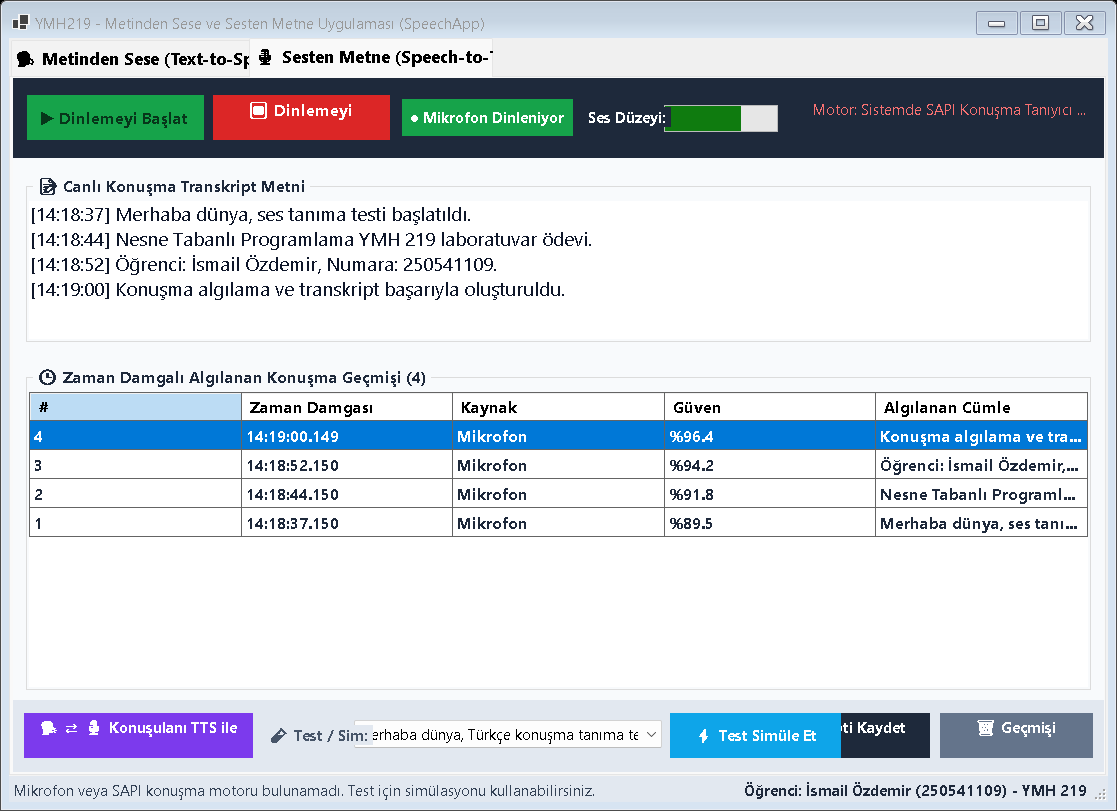 YMH219 - Metinden Sese ve Sesten Metne Uygulaması (SpeechApp)
Metinden Sese (Text-to-Sp
Sesten Metne (Speech-to-T
Dinlemeyi Başlat
Dinlemeyi
● Mikrofon Dinleniyor
Ses Düzeyi:
Motor: Sistemde SAPI Konuşma Tanıyıcı ...
Canlı Konuşma Transkript Metni
[14:18:37] Merhaba dünya, ses tanıma testi başlatıldı.
[14:18:44] Nesne Tabanlı Programlama YMH 219 laboratuvar ödevi.
[14:18:52] Öğrenci: İsmail Özdemir, Numara: 250541109.
[14:19:00] Konuşma algılama ve transkript başarıyla oluşturuldu.
Zaman Damgalı Algılanan Konuşma Geçmişi (4)
# Zaman Damgası Kaynak Güven Algılanan Cümle
4 14:19:00.149 Mikrofon %96.4 Konuşma algılama ve tra...
3 14:18:52.150 Mikrofon %94.2 Öğrenci: İsmail Özdemir,...
2 14:18:44.150 Mikrofon %91.8 Nesne Tabanlı Programl...
1 14:18:37.150 Mikrofon %89.5 Merhaba dünya, ses tanı...
⇄ Konuşulanı TTS ile
Test / Sim:
erhaba dünya, Türkçe konuşma tanıma te
Test Simüle Et
ti Kaydet
Geçmişi
Mikrofon veya SAPI konuşma motoru bulunamadı. Test için simülasyonu kullanabilirsiniz.
Öğrenci: İsmail Özdemir (250541109) - YMH 219